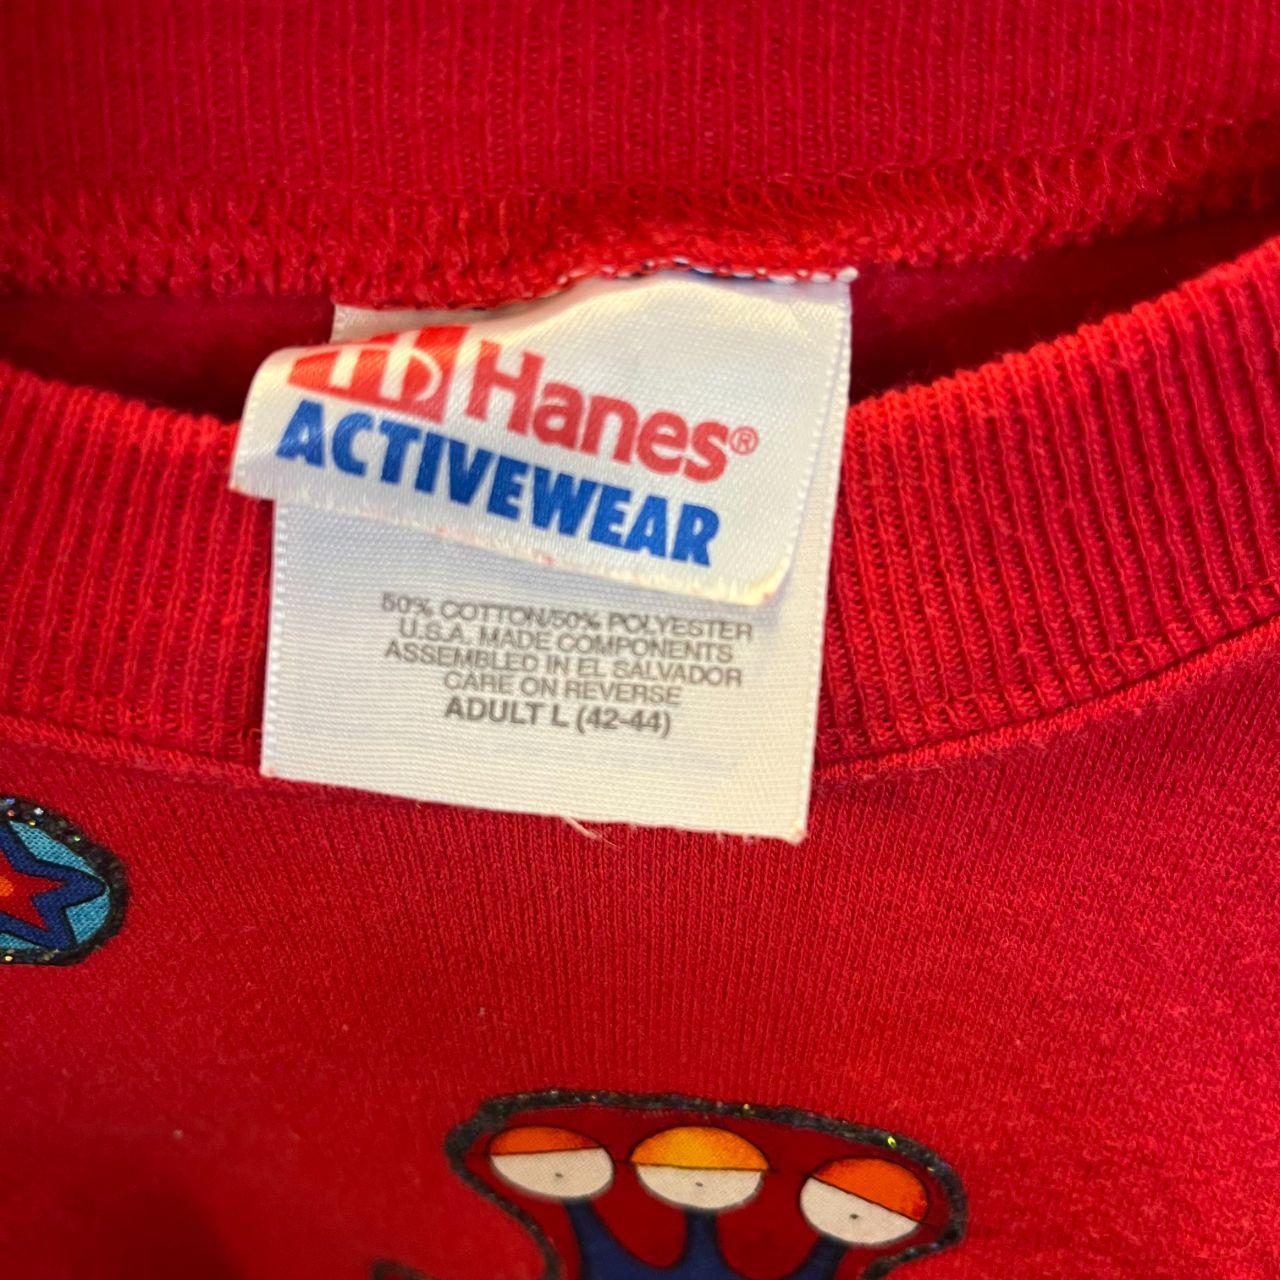 Hanes®
ACTIVEWEAR
50% COTTON/50% POLYESTER
U.S.A. MADE COMPONENTS
ASSEMBLED IN EL SALVADOR
CARE ON REVERSE
ADULT L (42-44)